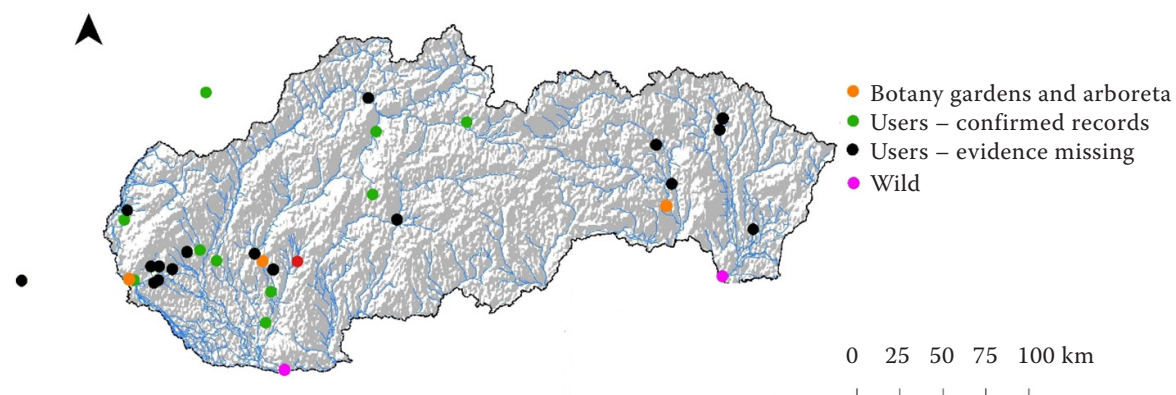 Botany gardens and arboreta
Users – confirmed records
Users – evidence missing
Wild
0 25 50 75 100 km